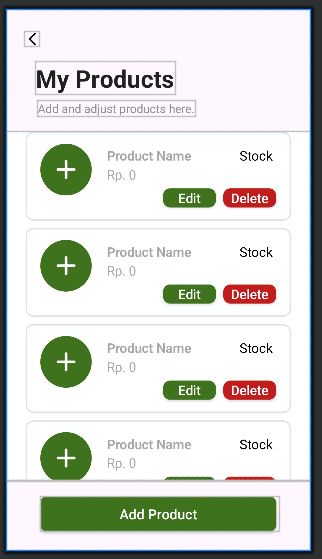 My Products
Add and adjust products here.
Product Name Stock
Rp. 0
Edit Delete
Product Name Stock
Rp. 0
Edit Delete
Product Name Stock
Rp. 0
Edit Delete
Product Name Stock
Rp. 0
Add Product